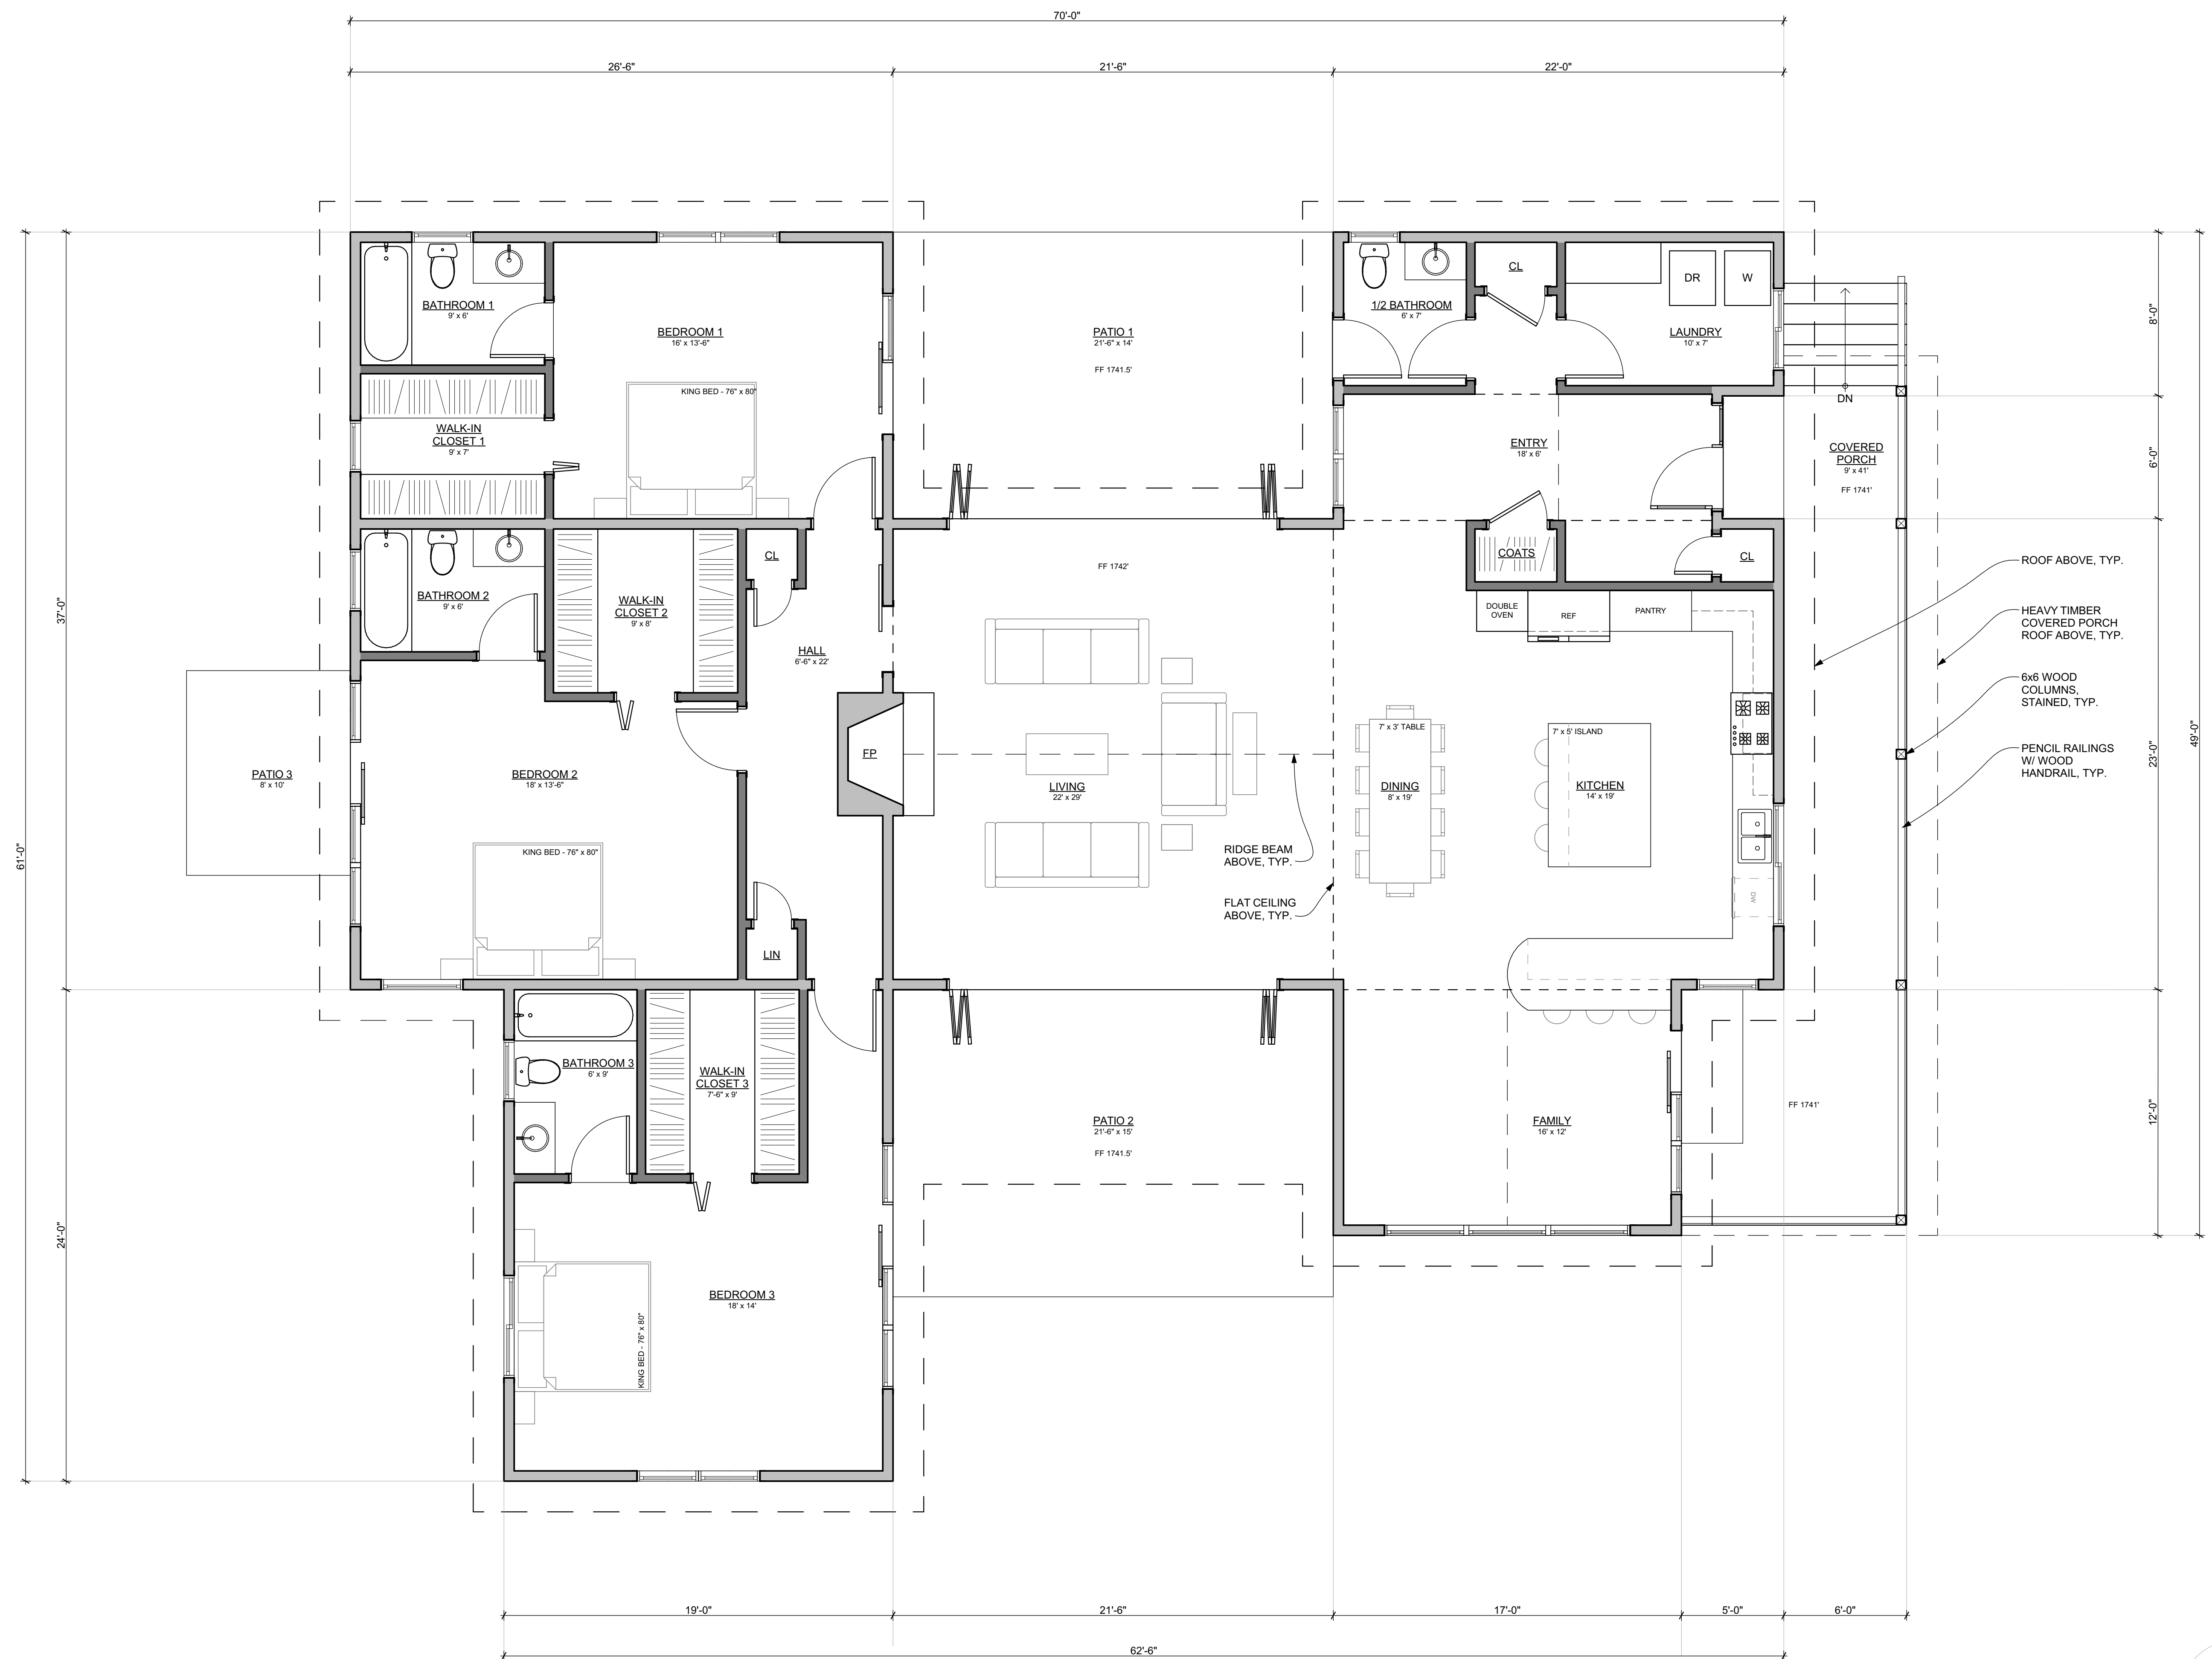 70'-0"
26'-6"
21'-6"
22'-0"
BATHROOM 1
9' x 6'
BEDROOM 1
16' x 13'-6"
KING BED - 76" x 80"
WALK-IN
CLOSET 1
9' x 7'
PATIO 1
21'-6" x 14'
FF 1741.5'
1/2 BATHROOM
6' x 7'
CL
DR
W
LAUNDRY
10' x 7'
DN
8'-0"
ENTRY
18' x 6'
COVERED
PORCH
9' x 41'
FF 1741'
6'-0"
BATHROOM 2
9' x 6'
WALK-IN
CLOSET 2
9' x 8'
CL
HALL
6'-6" x 22'
FF 1742'
COATS
CL
DOUBLE
OVEN
REF
PANTRY
ROOF ABOVE, TYP.
HEAVY TIMBER
COVERED PORCH
ROOF ABOVE, TYP.
6x6 WOOD
COLUMNS,
STAINED, TYP.
PENCIL RAILINGS
W/ WOOD
HANDRAIL, TYP.
37'-0"
61'-0"
23'-0"
49'-0"
PATIO 3
8' x 10'
BEDROOM 2
18' x 13'-6"
KING BED - 76" x 80"
FP
LIVING
22' x 29'
7' x 3' TABLE
DINING
8' x 19'
7' x 5' ISLAND
KITCHEN
14' x 19'
DW
RIDGE BEAM
ABOVE, TYP.
FLAT CEILING
ABOVE, TYP.
LIN
BATHROOM 3
6' x 9'
WALK-IN
CLOSET 3
7'-6" x 9'
PATIO 2
21'-6" x 15'
FF 1741.5'
FAMILY
16' x 12'
FF 1741'
12'-0"
24'-0"
BEDROOM 3
18' x 14'
KING BED - 76" x 80"
19'-0"
21'-6"
17'-0"
5'-0"
6'-0"
62'-6"